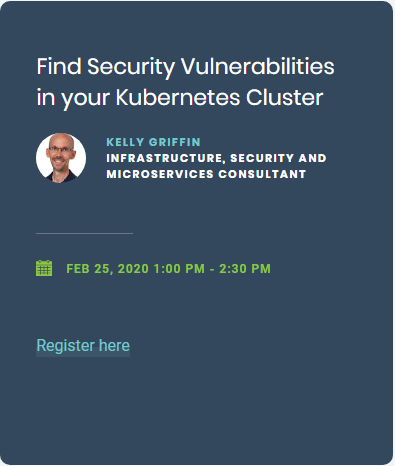 Find Security Vulnerabilities
in your Kubernetes Cluster
KELLY GRIFFIN
INFRASTRUCTURE, SECURITY AND
MICROSERVICES CONSULTANT
FEB 25, 2020 1:00 PM - 2:30 PM
Register here